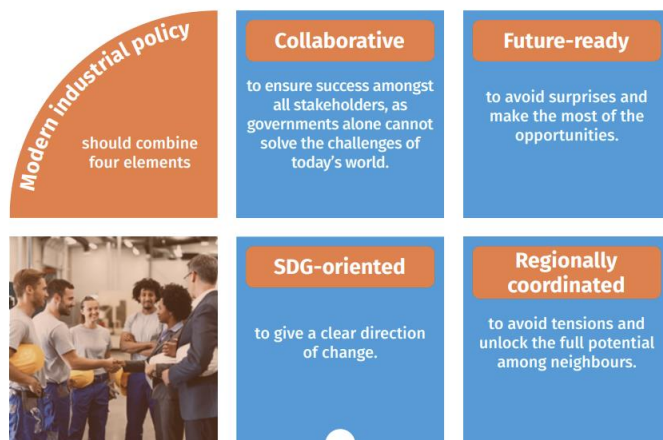 Modern industrial policy
should combine
four elements
Collaborative
to ensure success amongst
all stakeholders, as
governments alone cannot
solve the challenges of
today's world.
Future-ready
to avoid surprises and
make the most of the
opportunities.
SDG-oriented
to give a clear direction
of change.
Regionally
coordinated
to avoid tensions and
unlock the full potential
among neighbours.